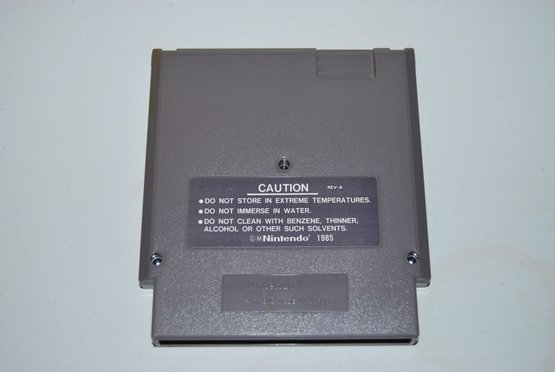 CAUTION REV-A
●DO NOT STORE IN EXTREME TEMPERATURES.
●DO NOT IMMERSE IN WATER.
●DO NOT CLEAN WITH BENZENE, THINNER,
ALCOHOL OR OTHER SUCH SOLVENTS.
©Ⓜ Nintendo® 1985